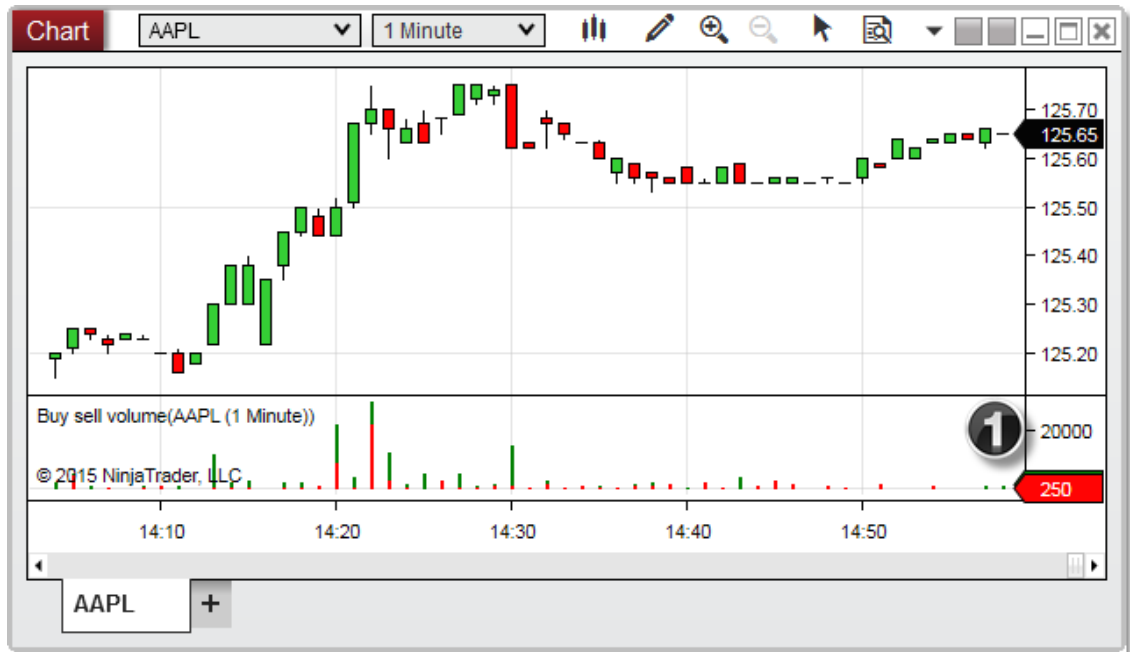 Chart AAPL 1 Minute
125.70
125.65
125.60
125.50
125.40
125.30
125.20
Buy sell volume(AAPL (1 Minute))
1
20000
© 2015 NinjaTrader, LLC
250
14:10 14:20 14:30 14:40 14:50
AAPL +